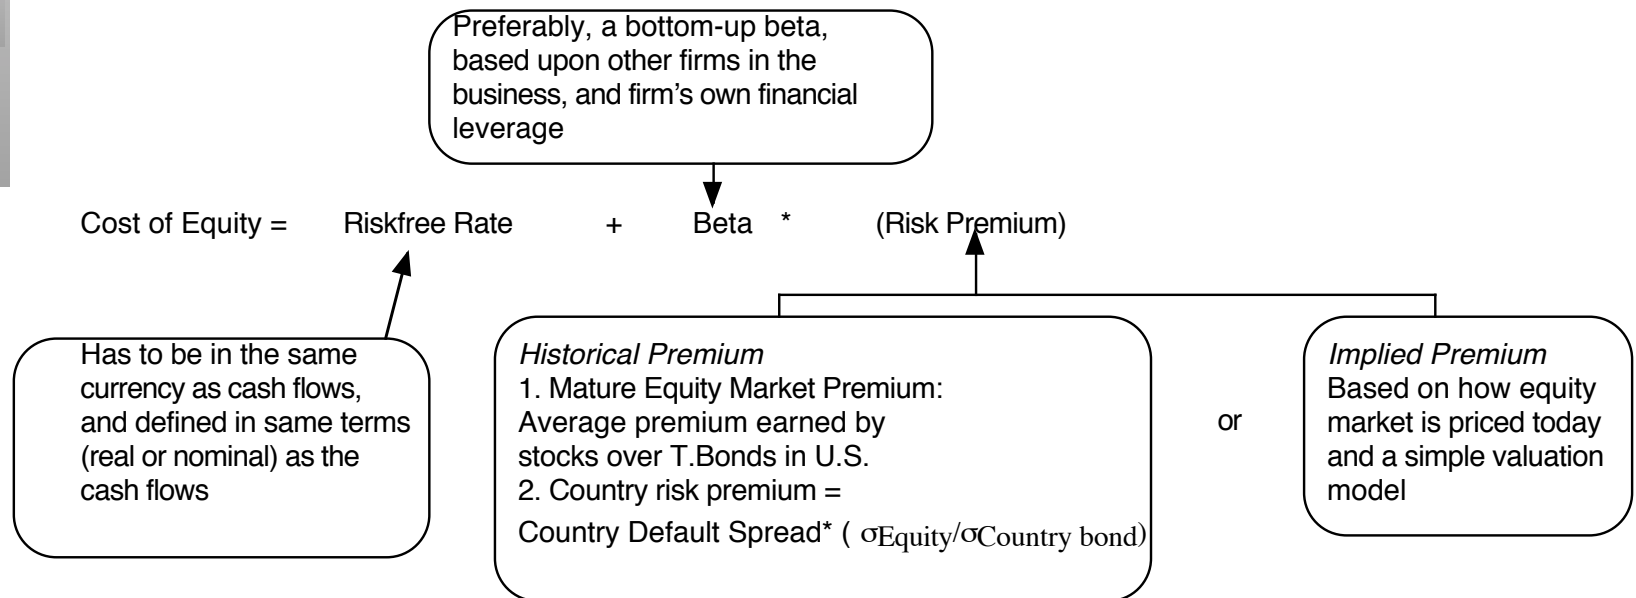 Preferably, a bottom-up beta,
based upon other firms in the
business, and firm's own financial
leverage
Cost of Equity = Riskfree Rate + Beta * (Risk Premium)
Has to be in the same
currency as cash flows,
and defined in same terms
(real or nominal) as the
cash flows
Historical Premium
1. Mature Equity Market Premium:
Average premium earned by
stocks over T.Bonds in U.S.
2. Country risk premium =
Country Default Spread* ( σEquity/σCountry bond)
or
Implied Premium
Based on how equity
market is priced today
and a simple valuation
model